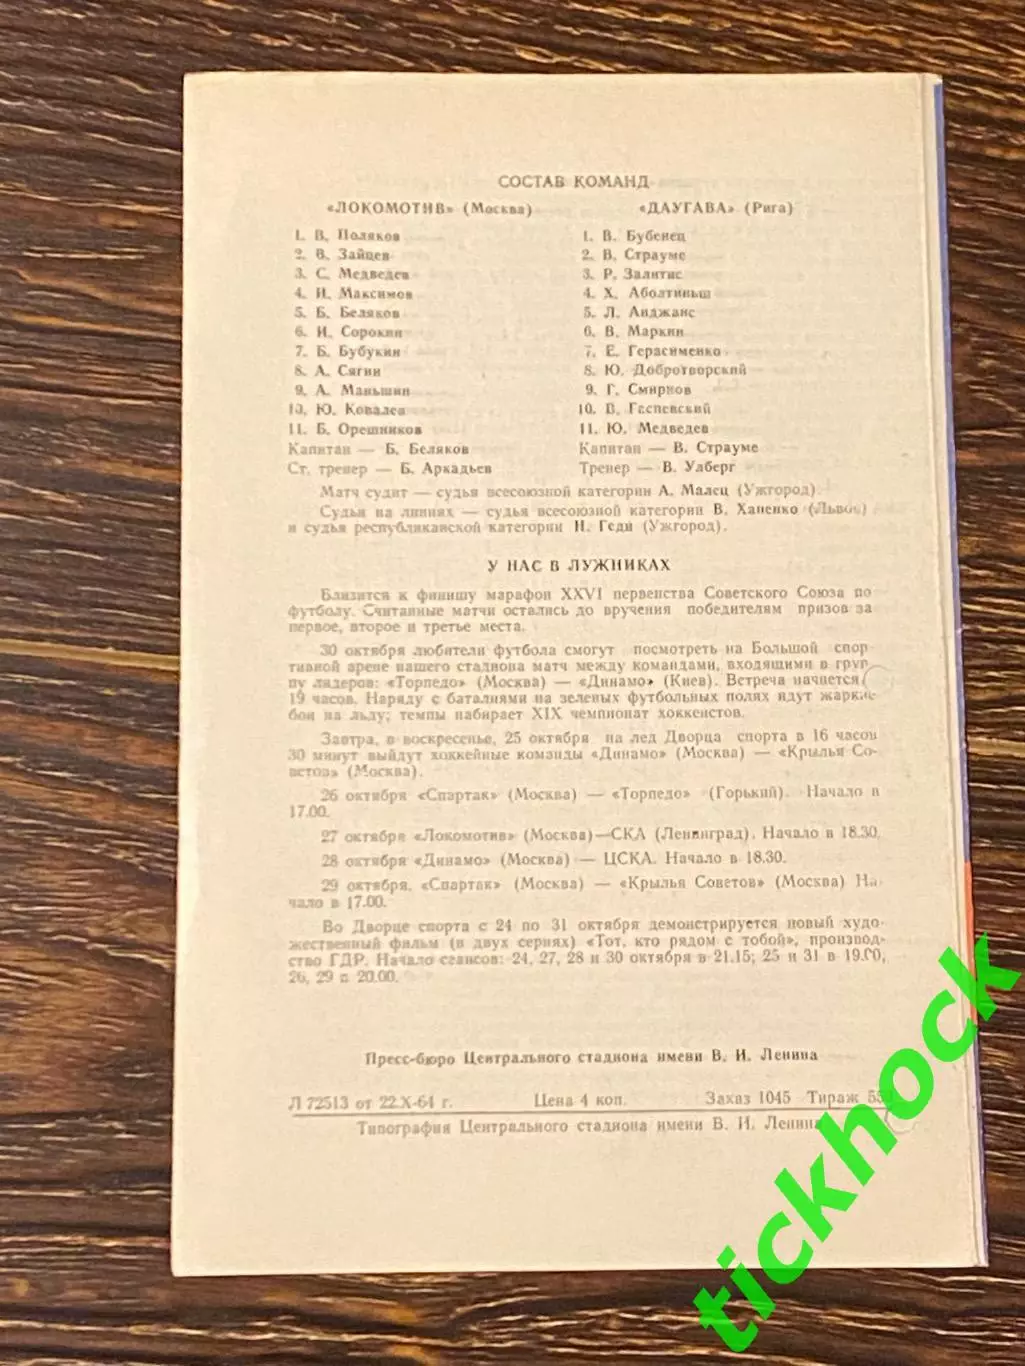 СОСТАВ КОМАНД
«ЛОКОМОТИВ» (Москва)
1. В. Поляков
2. В. Зайцев
3. С. Медведев
4. И. Максимов
5. Б. Беляков
6. И. Сорокин
7. Б. Бубукин
8. А. Сягин
9. А. Маньшин
10. Ю. Ковалев
11. Б. Орешников
Капитан — Б. Беляков
Ст. тренер — Б. Аркадьев
«ДАУГАВА» (Рига)
1. В. Бубенец
2. В. Страуме
3. Р. Залитис
4. Х. Аболтиньш
5. Л. Анджанс
6. В. Маркин
7. Е. Герасименко
8. Ю. Добротворский
9. Г. Смирнов
10. В. Геспевский
11. Ю. Медведев
Капитан — В. Страуме
Тренер — В. Улберг
Матч судит — судья всесоюзной категории А. Малец (Ужгород).
Судьи на линиях — судья всесоюзной категории В. Ханенко (Львов)
и судья республиканской категории Н. Геди (Ужгород).
У НАС В ЛУЖНИКАХ
Близится к финишу марафон XXVI первенства Советского Союза по
футболу. Считанные матчи остались до вручения победителям призов за
первое, второе и третье места.
30 октября любители футбола смогут посмотреть на Большой спор-
тивной арене нашего стадиона матч между командами, входящими в груп-
пу лидеров: «Торпедо» (Москва) — «Динамо» (Киев). Встреча начнется
19 часов. Наряду с баталиями на зеленых футбольных полях идут жаркие
бои на льду; темпы набирает XIX чемпионат хоккеистов.
Завтра, в воскресенье, 25 октября на лед Дворца спорта в 16 часов
30 минут выйдут хоккейные команды «Динамо» (Москва) — «Крылья Со-
ветов» (Москва).
26 октября «Спартак» (Москва) — «Торпедо» (Горький). Начало в
17.00.
27 октября «Локомотив» (Москва)—СКА (Ленинград). Начало в 18.30.
28 октября «Динамо» (Москва) — ЦСКА. Начало в 18.30.
29 октября. «Спартак» (Москва) — «Крылья Советов» (Москва) На-
чало в 17.00.
Во Дворце спорта с 24 по 31 октября демонстрируется новый худо-
жественный фильм (в двух сериях) «Тот, кто рядом с тобой», производ-
ство ГДР. Начало сеансов: 24, 27, 28 и 30 октября в 21.15; 25 и 31 в 19.00,
26, 29 в 20.00.
Пресс-бюро Центрального стадиона имени В. И. Ленина
Л 72513 от 22.X-64 г. Цена 4 коп. Заказ 1045 Тираж
Типография Центрального стадиона имени В. И. Ленина
tickhock